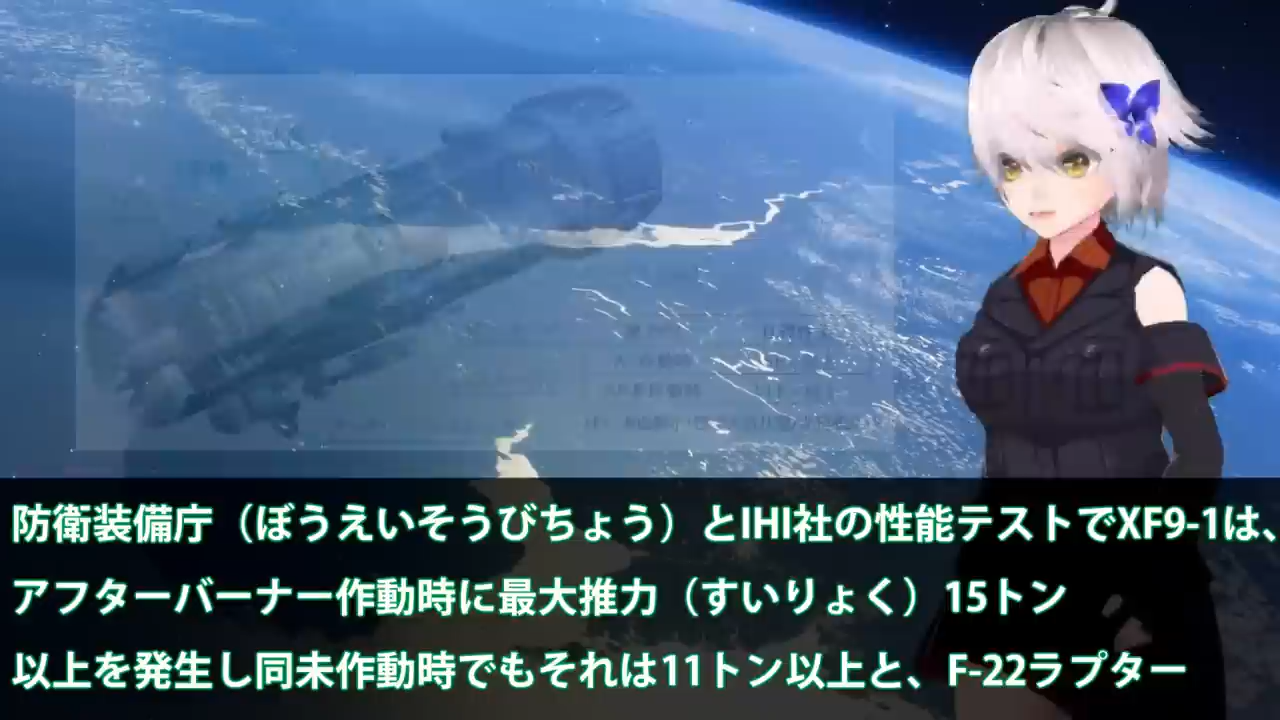 防衛装備庁（ぼうえいそうびちょう）とIHI社の性能テストでXF9-1は、
アフターバーナー作動時に最大推力（すいりょく）15トン
以上を発生し同未作動時でもそれは11トン以上と、F-22ラプター